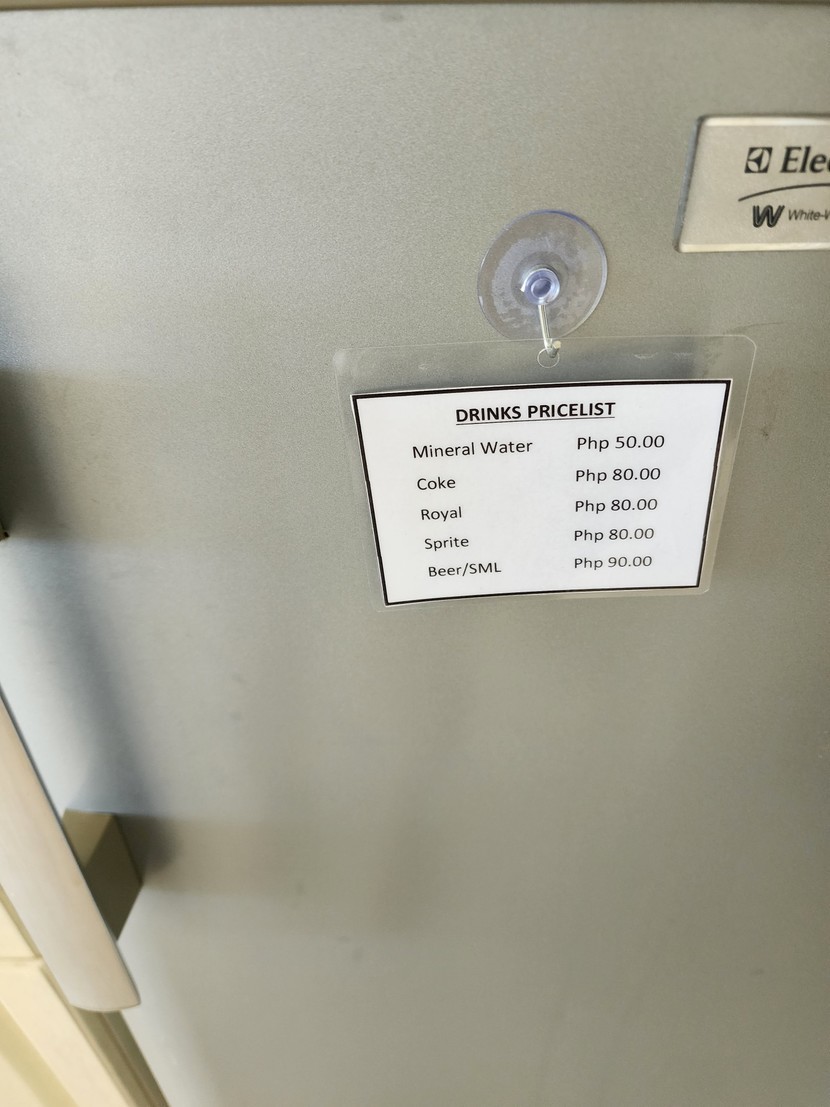 Elec
White-W
DRINKS PRICELIST
Mineral Water Php 50.00
Coke Php 80.00
Royal Php 80.00
Sprite Php 80.00
Beer/SML Php 90.00